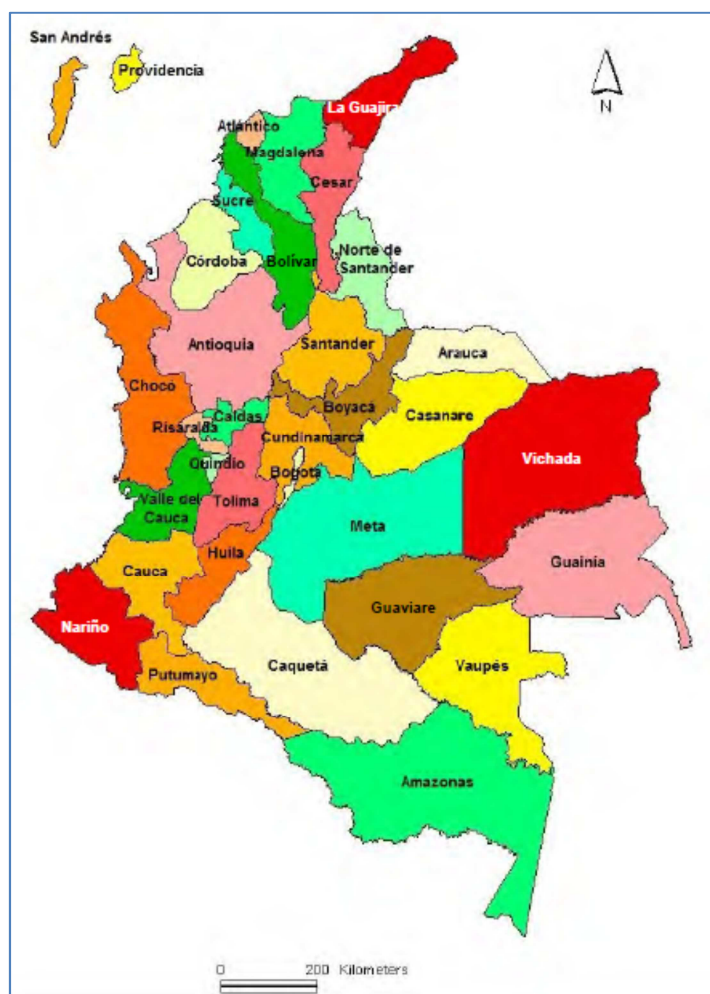 San Andrés
Providencia
N
La Guajira
Atlántico
Magdalena
Cesar
Sucre
Norte de
Santander
Córdoba
Bolívar
Antioquia
Santander
Arauca
Chocó
Boyacá
Casanare
Risaralda
Caldas
Cundinamarca
Vichada
Quindío
Bogotá
Valle del
Cauca
Tolima
Meta
Huila
Cauca
Guainía
Guaviare
Nariño
Caquetá
Vaupés
Putumayo
Amazonas
0 200 Kilometers